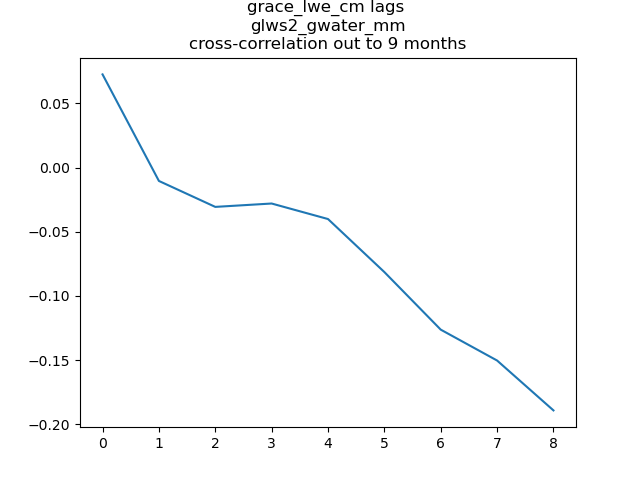 grace_lwe_cm lags
glws2_gwater_mm
cross-correlation out to 9 months
0.05
0.00
−0.05
−0.10
−0.15
−0.20
0 1 2 3 4 5 6 7 8